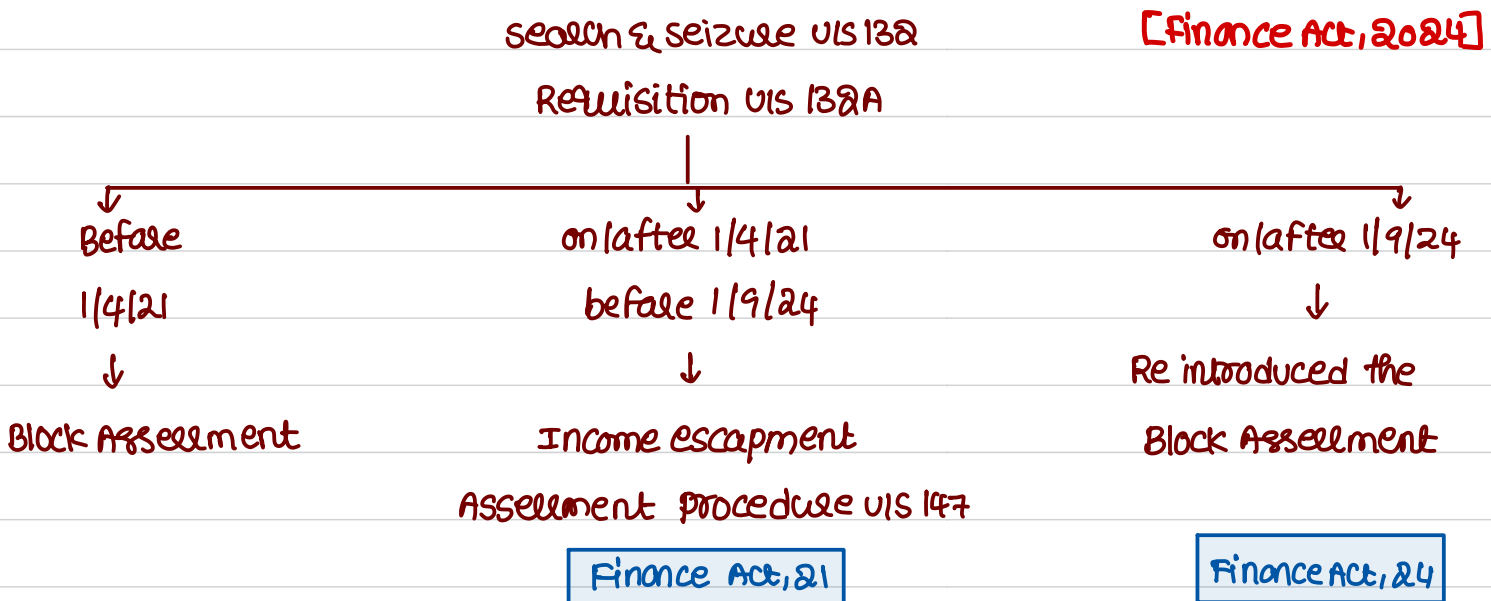 Search & Seizure U/S 132
[Finance Act, 2024]
Requisition U/S 132A
Before
1/4/21
Block Assessment
on/after 1/4/21
before 1/9/24
Income escapment
Assessment procedure U/S 147
Finance Act, 21
on/after 1/9/24
Re introduced the
Block Assessment
Finance Act, 24